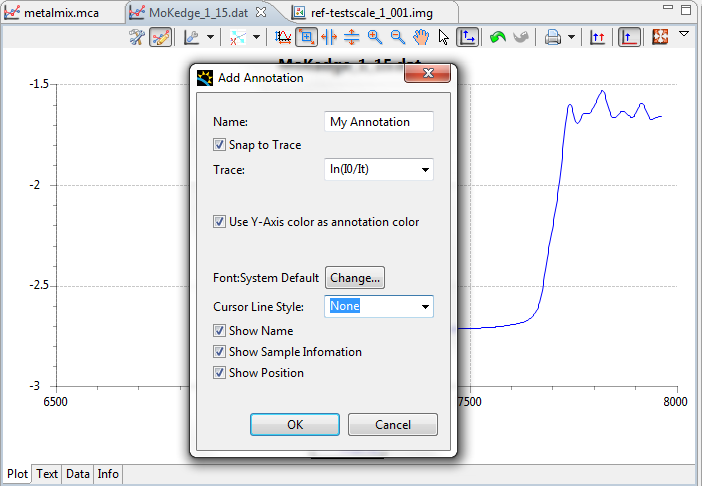 metalmix.mca
MoKedge_1_15.dat
ref-testscale_1_001.img
MoKedge_1_15.dat
Add Annotation
Name:
My Annotation
Snap to Trace
Trace:
ln(I0/It)
Use Y-Axis color as annotation color
Font:System Default
Change...
Cursor Line Style:
None
Show Name
Show Sample Infomation
Show Position
OK
Cancel
-1.5
-2
-2.5
-3
6500
7500
8000
Plot
Text
Data
Info